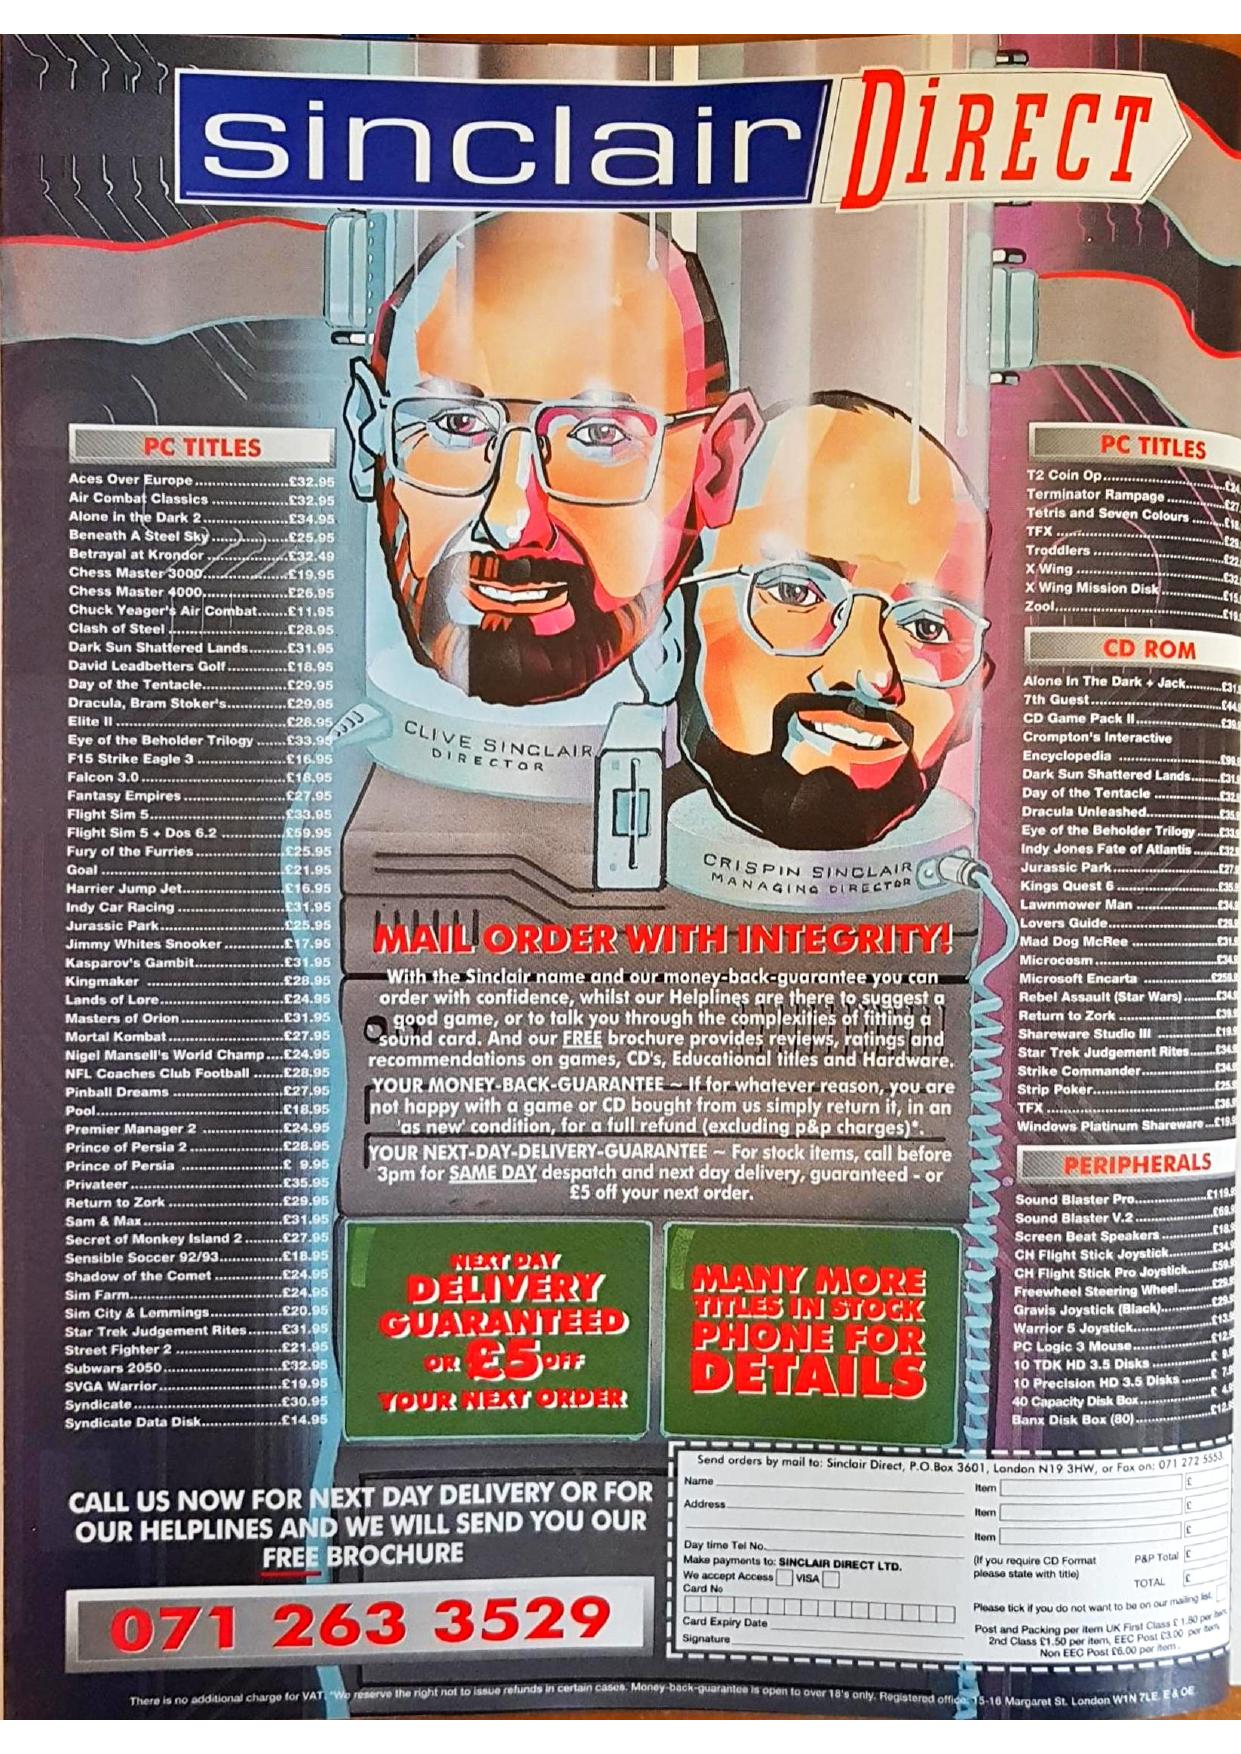 sinclair DiRECT
PC TITLES
Aces Over Europe ......£32.95
Air Combat Classics ......£32.95
Alone in the Dark 2......£34.95
Beneath A Steel Sky ......£25.95
Betrayal at Krondor ......£32.49
Chess Master 3000......£19.95
Chess Master 4000......£26.95
Chuck Yeager's Air Combat......£11.95
Clash of Steel ......£28.95
Dark Sun Shattered Lands......£31.95
David Leadbetters Golf......£18.95
Day of the Tentacle......£29.95
Dracula, Bram Stoker's......£29.95
Elite II ......£28.95
Eye of the Beholder Trilogy ......£33.95
F15 Strike Eagle 3 ......£16.95
Falcon 3.0......£18.95
Fantasy Empires ......£27.95
Flight Sim 5......£33.95
Flight Sim 5 + Dos 6.2 ......£59.95
Fury of the Furries ......£25.95
Goal ......£21.95
Harrier Jump Jet......£16.95
Indy Car Racing ......£31.95
Jurassic Park......£25.95
Jimmy Whites Snooker ......£17.95
Kasparov's Gambit......£31.95
Kingmaker ......£28.95
Lands of Lore......£24.95
Masters of Orion......£31.95
Mortal Kombat......£27.95
Nigel Mansell's World Champ....£24.95
NFL Coaches Club Football ......£28.95
Pinball Dreams ......£27.95
Pool......£18.95
Premier Manager 2 ......£24.95
Prince of Persia 2 ......£28.95
Prince of Persia ......£ 9.95
Privateer......£35.95
Return to Zork ......£29.95
Sam & Max......£31.95
Secret of Monkey Island 2 ......£27.95
Sensible Soccer 92/93......£18.95
Shadow of the Comet ......£24.95
Sim Farm......£24.95
Sim City & Lemmings......£20.95
Star Trek Judgement Rites......£31.95
Street Fighter 2 ......£21.95
Subwars 2050......£32.95
SVGA Warrior......£19.95
Syndicate......£30.95
Syndicate Data Disk......£14.95
CLIVE SINCLAIR
DIRECTOR
CRISPIN SINCLAIR
MANAGING DIRECTOR
MAIL ORDER WITH INTEGRITY!
With the Sinclair name and our money-back-guarantee you can
order with confidence, whilst our Helplines are there to suggest a
good game, or to talk you through the complexities of fitting a
sound card. And our FREE brochure provides reviews, ratings and
recommendations on games, CD's, Educational titles and Hardware.
YOUR MONEY-BACK-GUARANTEE ~ If for whatever reason, you are
not happy with a game or CD bought from us simply return it, in an
'as new' condition, for a full refund (excluding p&p charges)*.
YOUR NEXT-DAY-DELIVERY-GUARANTEE ~ For stock items, call before
3pm for SAME DAY despatch and next day delivery, guaranteed - or
£5 off your next order.
NEXT DAY
DELIVERY
GUARANTEED
OR £5 OFF
YOUR NEXT ORDER
MANY MORE
TITLES IN STOCK
PHONE FOR
DETAILS
PC TITLES
T2 Coin Op......
Terminator Rampage ......
Tetris and Seven Colours ......
TFX ......
Troddlers ......
X Wing ......
X Wing Mission Disk ......
Zool......
CD ROM
Alone In The Dark + Jack......
7th Guest ......
CD Game Pack II......
Crompton's Interactive
Encyclopedia ......
Dark Sun Shattered Lands......
Day of the Tentacle ......
Dracula Unleashed......
Eye of the Beholder Trilogy ......
Indy Jones Fate of Atlantis ......
Jurassic Park......
Kings Quest 6 ......
Lawnmower Man ......
Lovers Guide......
Mad Dog McRee ......
Microcosm ......
Microsoft Encarta ......
Rebel Assault (Star Wars) ......
Return to Zork ......
Shareware Studio III ......
Star Trek Judgement Rites......
Strike Commander......
Strip Poker......
TFX ......
Windows Platinum Shareware ...
PERIPHERALS
Sound Blaster Pro......
Sound Blaster V.2......
Screen Beat Speakers ......
CH Flight Stick Joystick......
CH Flight Stick Pro Joystick......
Freewheel Steering Wheel......
Gravis Joystick (Black)......
Warrior 5 Joystick......
PC Logic 3 Mouse......
10 TDK HD 3.5 Disks ......
10 Precision HD 3.5 Disks ......
40 Capacity Disk Box......
Banx Disk Box (80)......
CALL US NOW FOR NEXT DAY DELIVERY OR FOR
OUR HELPLINES AND WE WILL SEND YOU OUR
FREE BROCHURE
071 263 3529
Send orders by mail to: Sinclair Direct, P.O.Box 3601, London N19 3HW, or Fax on: 071 272 5553
Name
Address
Day time Tel No.
Make payments to: SINCLAIR DIRECT LTD.
We accept Access VISA
Card No
Card Expiry Date
Signature
Item £
Item £
Item £
(If you require CD Format
please state with title)
P&P Total £
TOTAL £
Please tick if you do not want to be on our mailing list
Post and Packing per item UK First Class £1.80 per item,
2nd Class £1.50 per item, EEC Post £3.00 per item,
Non EEC Post £6.00 per item.
There is no additional charge for VAT. *We reserve the right not to issue refunds in certain cases. Money-back-guarantee is open to over 18's only. Registered office: 15-16 Margaret St. London W1N 7LE. E & OE